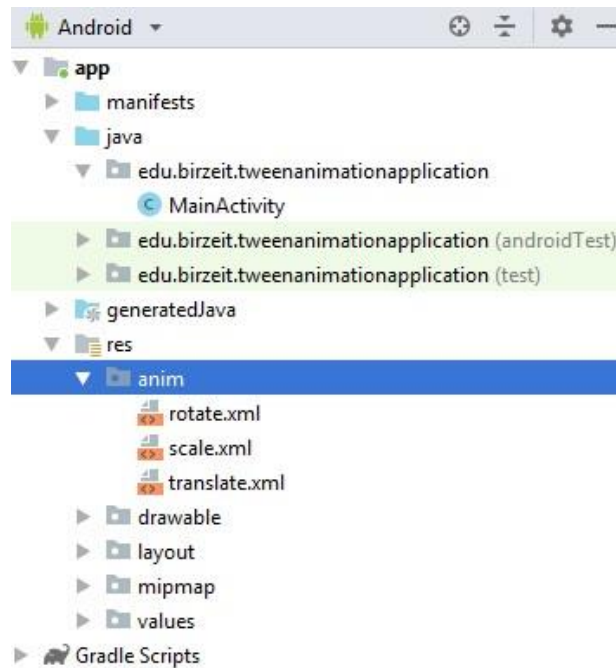 Android
app
manifests
java
edu.birzeit.tweenanimationapplication
MainActivity
edu.birzeit.tweenanimationapplication (androidTest)
edu.birzeit.tweenanimationapplication (test)
generatedJava
res
anim
rotate.xml
scale.xml
translate.xml
drawable
layout
mipmap
values
Gradle Scripts